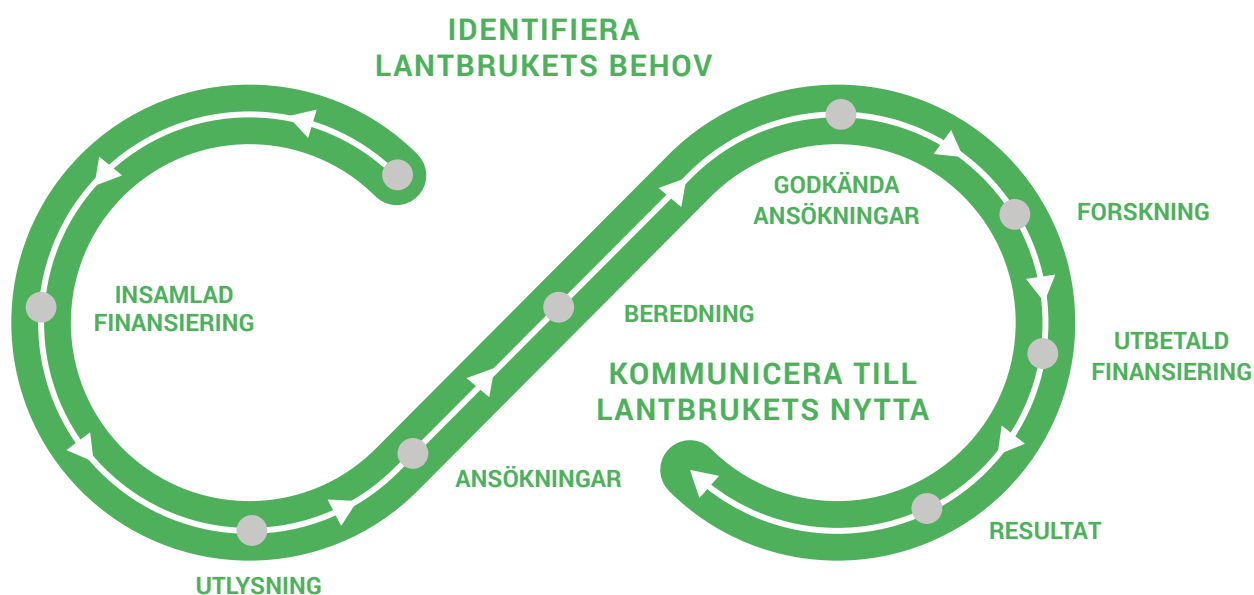 IDENTIFIERA
LANTBRUKETS BEHOV
INSAMLAD
FINANSIERING
UTLYSNING
ANSÖKNINGAR
BEREDNING
GODKÄNDA
ANSÖKNINGAR
FORSKNING
UTBETALD
FINANSIERING
RESULTAT
KOMMUNICERA TILL
LANTBRUKETS NYTTA